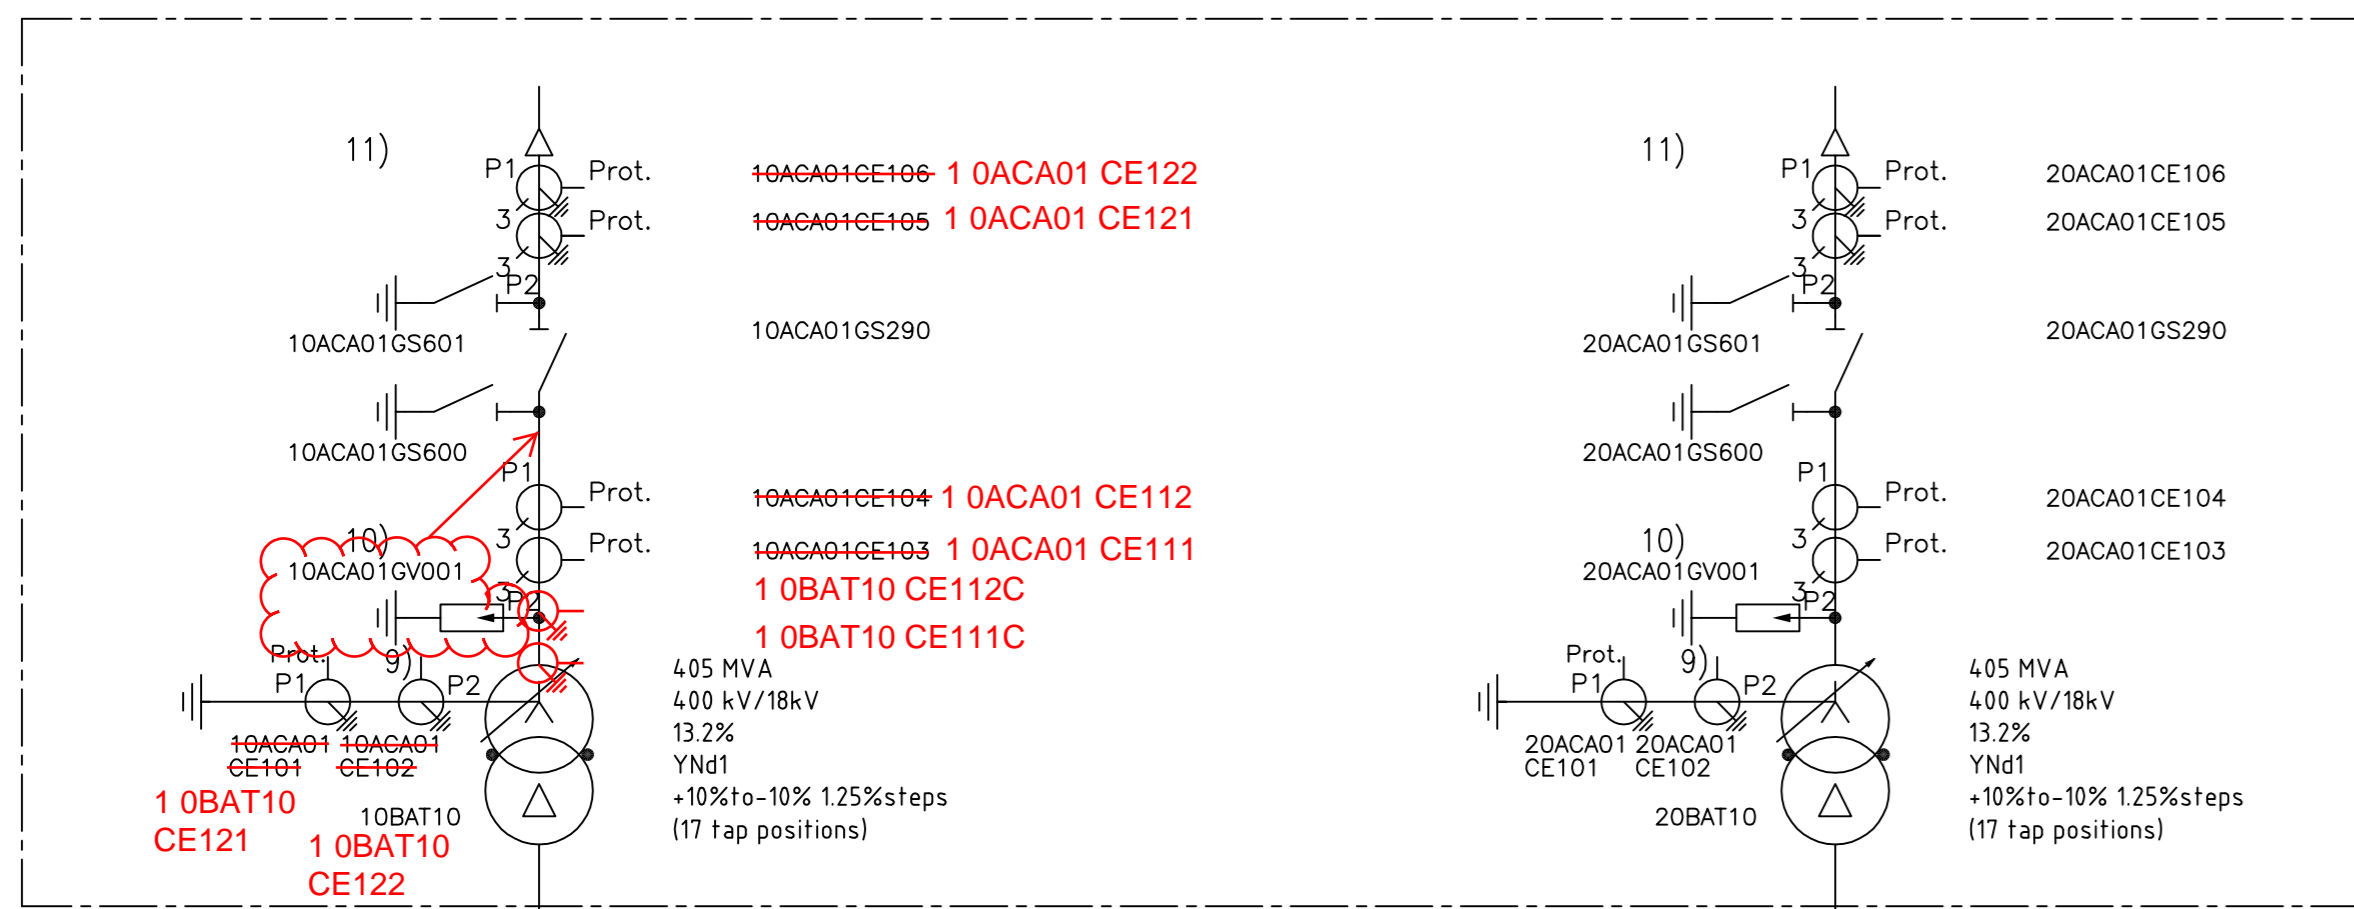 11)
P1
Prot.
10ACA01CE106 1 0ACA01 CE122
3
Prot.
10ACA01CE105 1 0ACA01 CE121
3
P2
10ACA01GS601
10ACA01GS290
10ACA01GS600
P1
Prot.
10ACA01CE104 1 0ACA01 CE112
10)
3
Prot.
10ACA01CE103 1 0ACA01 CE111
10ACA01GV001
3
P2
1 0BAT10 CE112C
1 0BAT10 CE111C
Prot.
9)
P1
P2
405 MVA
400 kV/18kV
13.2%
YNd1
+10%to-10% 1.25%steps
(17 tap positions)
10ACA01
CE101
10ACA01
CE102
1 0BAT10
CE121
10BAT10
1 0BAT10
CE122
11)
P1
Prot.
20ACA01CE106
3
Prot.
20ACA01CE105
3
P2
20ACA01GS601
20ACA01GS290
20ACA01GS600
P1
Prot.
20ACA01CE104
10)
3
Prot.
20ACA01CE103
20ACA01GV001
3
P2
Prot.
9)
P1
P2
405 MVA
400 kV/18kV
13.2%
YNd1
+10%to-10% 1.25%steps
(17 tap positions)
20ACA01
CE101
20ACA01
CE102
20BAT10